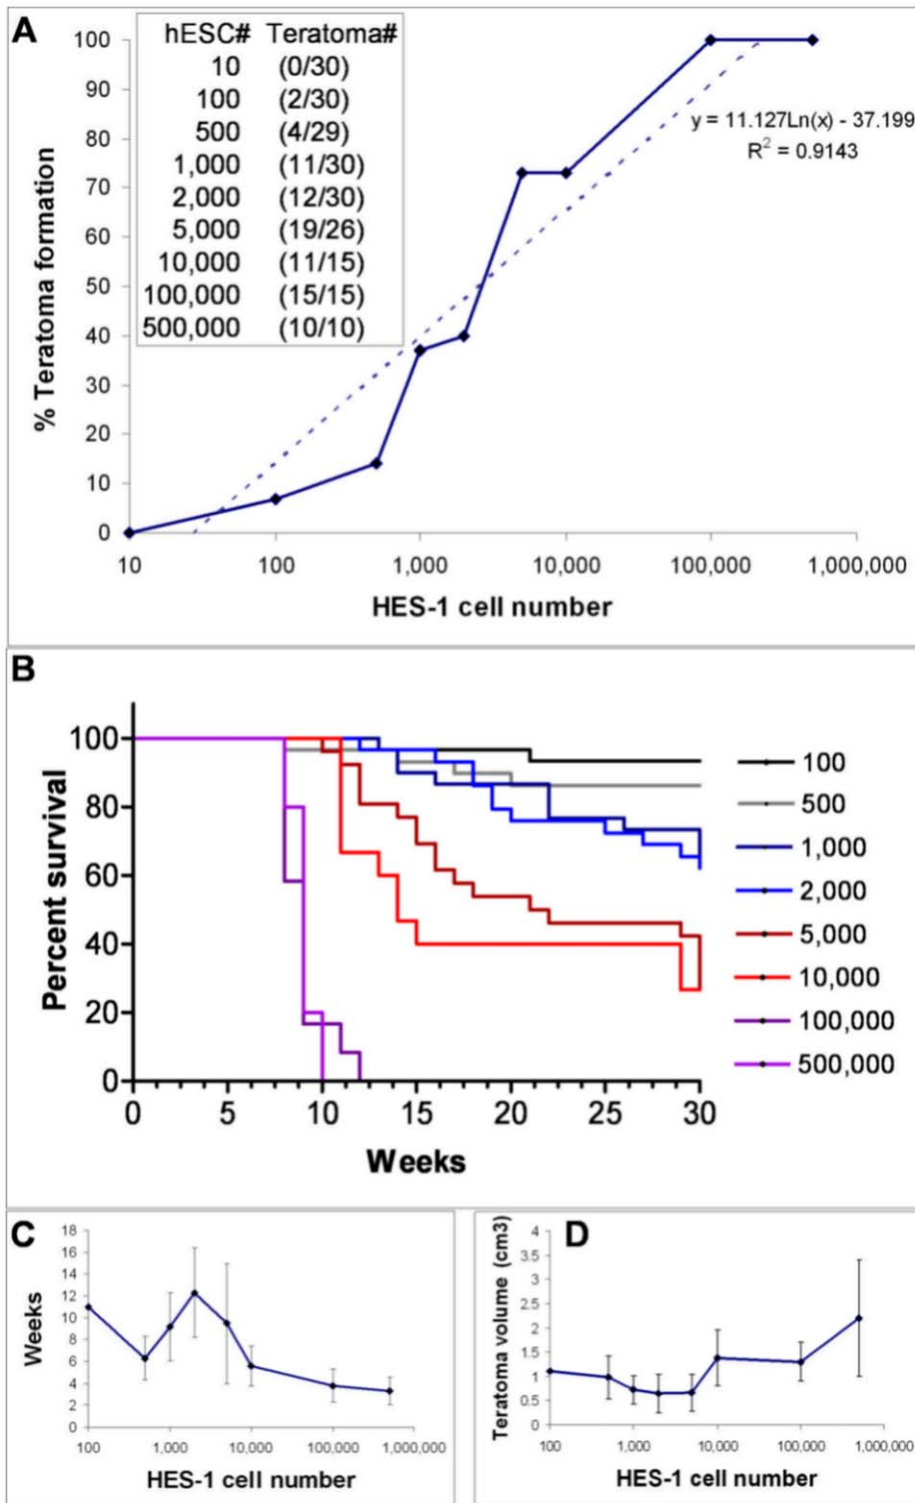 A
hESC# Teratoma#
10 (0/30)
100 (2/30)
500 (4/29)
1,000 (11/30)
2,000 (12/30)
5,000 (19/26)
10,000 (11/15)
100,000 (15/15)
500,000 (10/10)
100
90
80
70
60
50
40
30
20
10
0
% Teratoma formation
y = 11.127Ln(x) - 37.199
R² = 0.9143
10 100 1,000 10,000 100,000 1,000,000
HES-1 cell number
B
100
80
60
40
20
0
Percent survival
0 5 10 15 20 25 30
Weeks
100
500
1,000
2,000
5,000
10,000
100,000
500,000
C
18
16
14
12
10
8
6
4
2
0
Weeks
100 1,000 10,000 100,000 1,000,000
HES-1 cell number
D
4
3.5
3
2.5
2
1.5
1
0.5
0
Teratoma volume (cm3)
100 1,000 10,000 100,000 1,000,000
HES-1 cell number